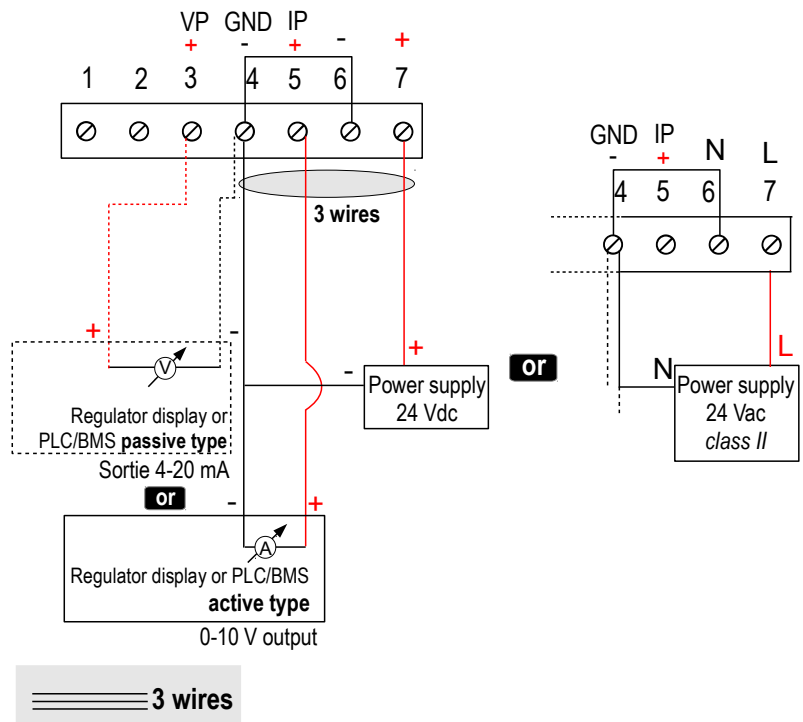 VP GND IP
+ - + - +
1 2 3 4 5 6 7
3 wires
GND IP N L
- +
4 5 6 7
+
-
-
+
V
Regulator display or
PLC/BMS passive type
Sortie 4-20 mA
Power supply
24 Vdc
or
N
L
Power supply
24 Vac
class II
or
-
+
A
Regulator display or PLC/BMS
active type
0-10 V output
3 wires